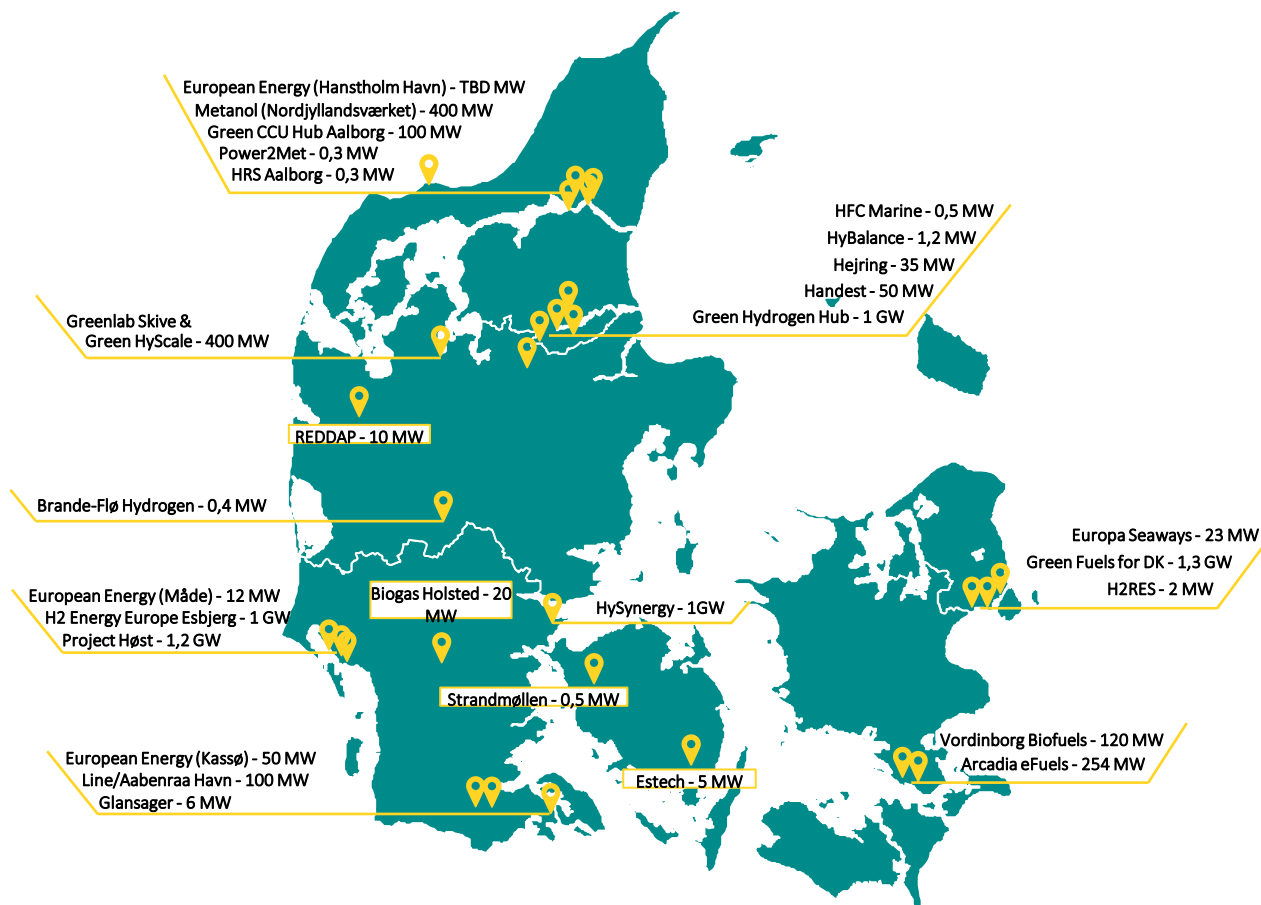 European Energy (Hanstholm Havn) - TBD MW
Metanol (Nordjyllandsværket) - 400 MW
Green CCU Hub Aalborg - 100 MW
Power2Met - 0,3 MW
HRS Aalborg - 0,3 MW
HFC Marine - 0,5 MW
HyBalance - 1,2 MW
Hejring - 35 MW
Handest - 50 MW
Green Hydrogen Hub - 1 GW
Greenlab Skive &
Green HyScale - 400 MW
REDDAP - 10 MW
Brande-Flø Hydrogen - 0,4 MW
Europa Seaways - 23 MW
Green Fuels for DK - 1,3 GW
H2RES - 2 MW
European Energy (Måde) - 12 MW
H2 Energy Europe Esbjerg - 1 GW
Project Høst - 1,2 GW
Biogas Holsted - 20
MW
HySynergy - 1GW
Strandmøllen - 0,5 MW
European Energy (Kassø) - 50 MW
Line/Aabenraa Havn - 100 MW
Glansager - 6 MW
Estech - 5 MW
Vordinborg Biofuels - 120 MW
Arcadia eFuels - 254 MW